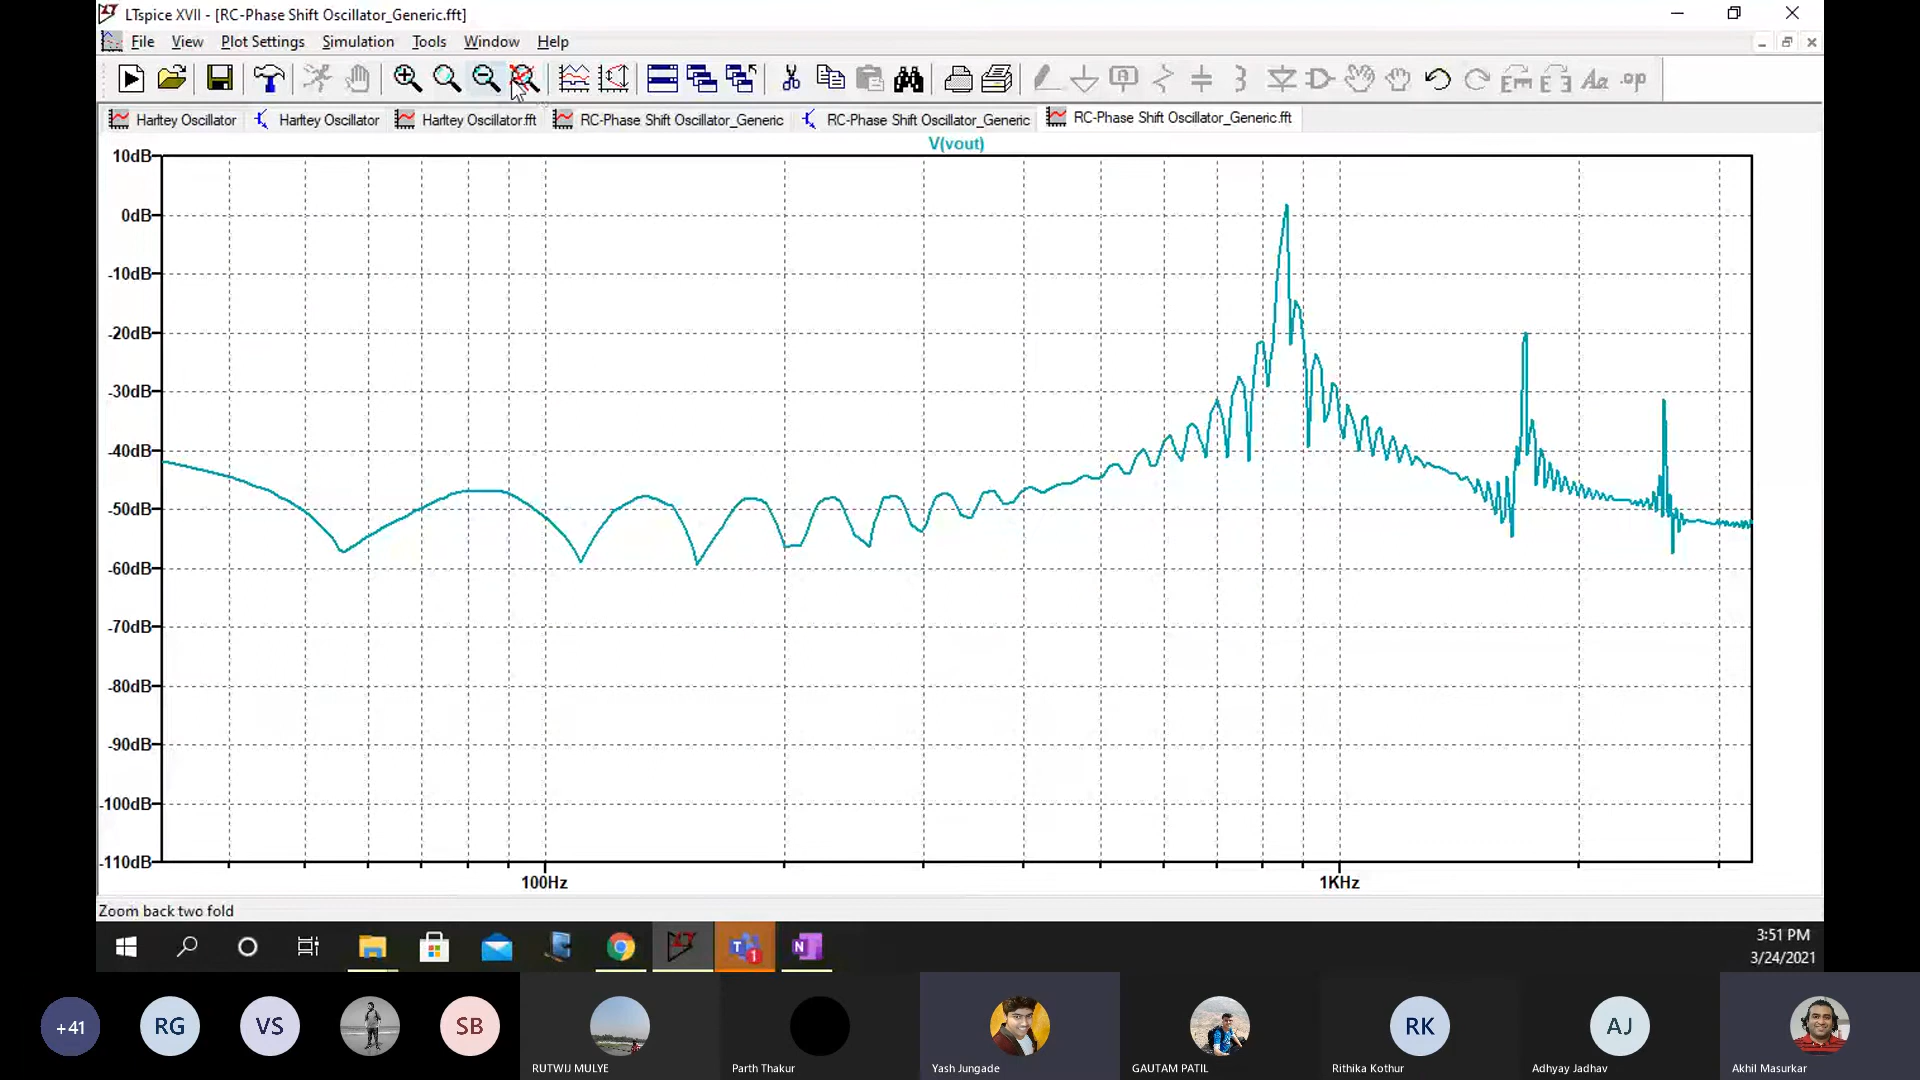 LTspice XVII - [RC-Phase Shift Oscillator_Generic.fft]
File View Plot Settings Simulation Tools Window Help
Aa .op
Hartley Oscillator Hartley Oscillator Hartley Oscillator.fft RC-Phase Shift Oscillator_Generic RC-Phase Shift Oscillator_Generic RC-Phase Shift Oscillator_Generic.fft
V(vout)
10dB
0dB
-10dB
-20dB
-30dB
-40dB
-50dB
-60dB
-70dB
-80dB
-90dB
-100dB
-110dB
100Hz 1KHz
Zoom back two fold
3:51 PM
3/24/2021
+41 RG VS SB RK AJ
RUTWIJ MULYE Parth Thakur Yash Jungade GAUTAM PATIL Rithika Kothur Adhyay Jadhav Akhil Masurkar